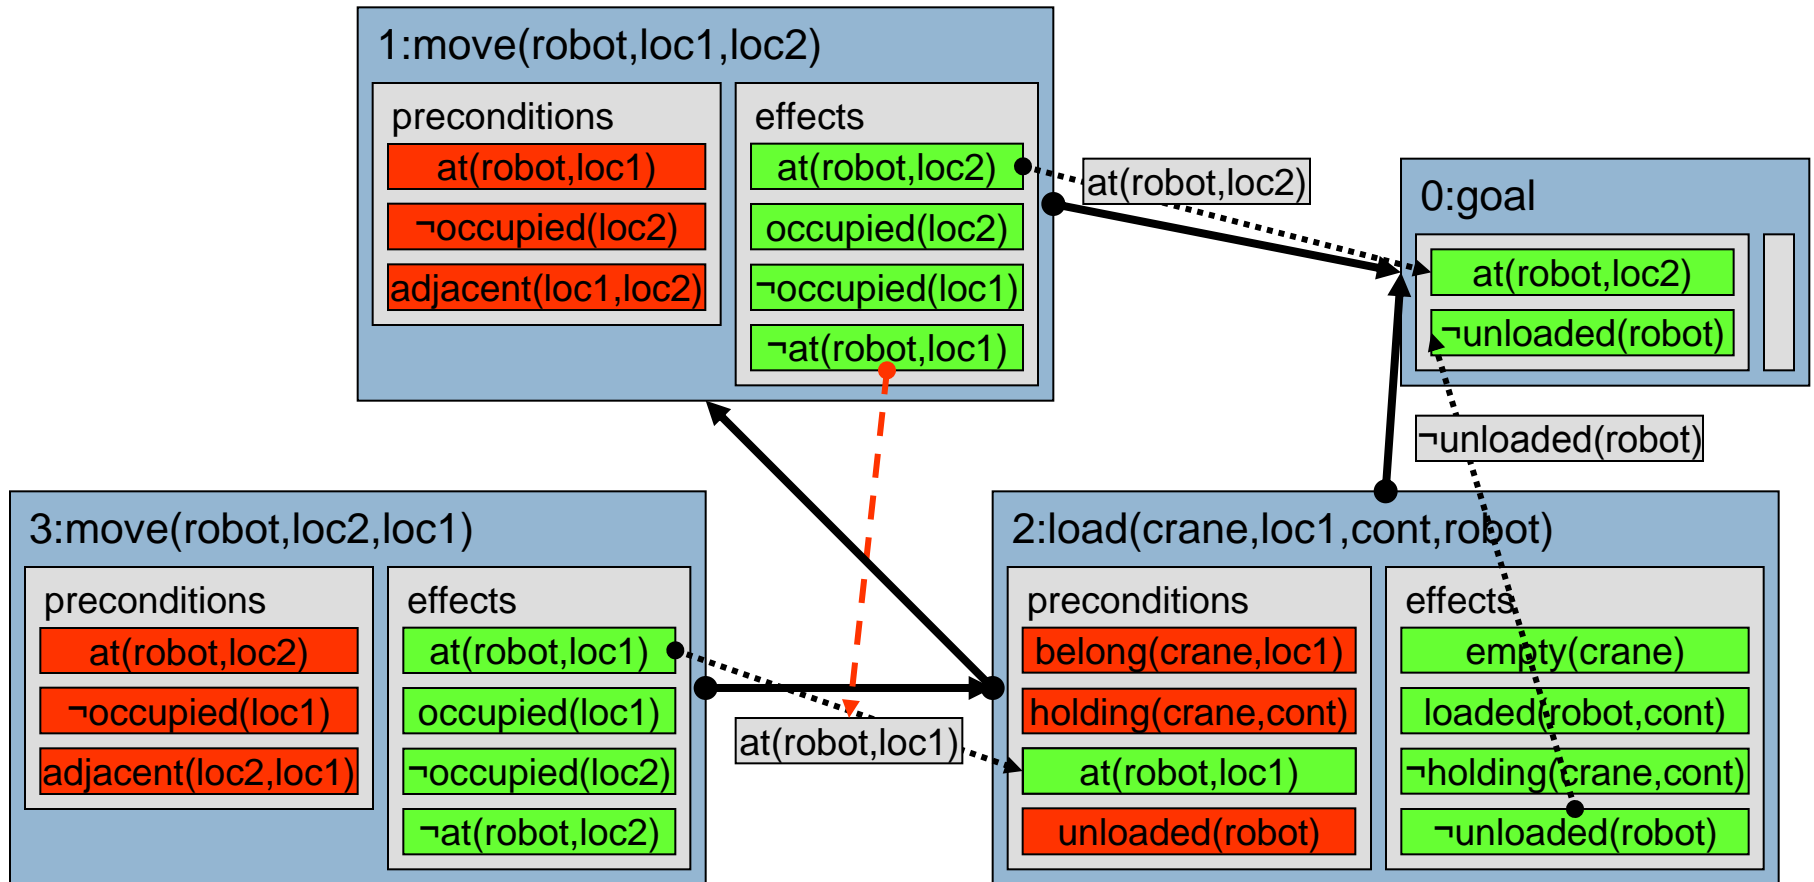 1:move(robot,loc1,loc2)
preconditions
at(robot,loc1)
¬occupied(loc2)
adjacent(loc1,loc2)
effects
at(robot,loc2)
occupied(loc2)
¬occupied(loc1)
¬at(robot,loc1)
at(robot,loc2)
0:goal
at(robot,loc2)
¬unloaded(robot)
¬unloaded(robot)
3:move(robot,loc2,loc1)
preconditions
at(robot,loc2)
¬occupied(loc1)
adjacent(loc2,loc1)
effects
at(robot,loc1)
occupied(loc1)
¬occupied(loc2)
¬at(robot,loc2)
at(robot,loc1)
2:load(crane,loc1,cont,robot)
preconditions
belong(crane,loc1)
holding(crane,cont)
at(robot,loc1)
unloaded(robot)
effects
empty(crane)
loaded(robot,cont)
¬holding(crane,cont)
¬unloaded(robot)